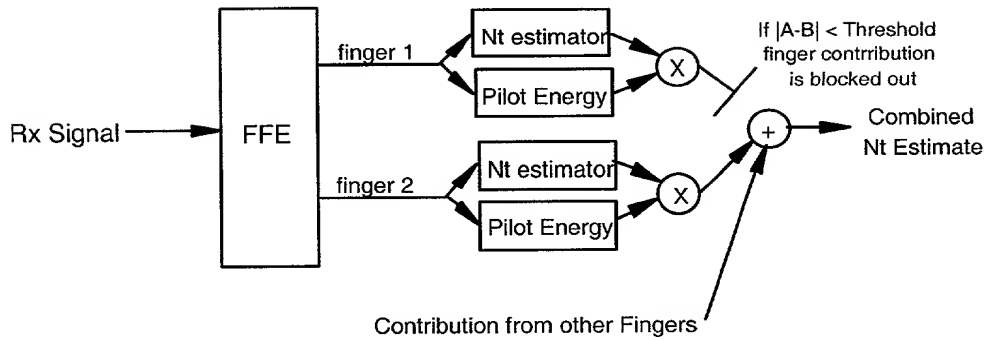 Rx Signal
FFE
finger 1
Nt estimator
Pilot Energy
X
If |A-B| < Threshold
finger contrribution
is blocked out
finger 2
Nt estimator
Pilot Energy
X
+
Combined
Nt Estimate
Contribution from other Fingers